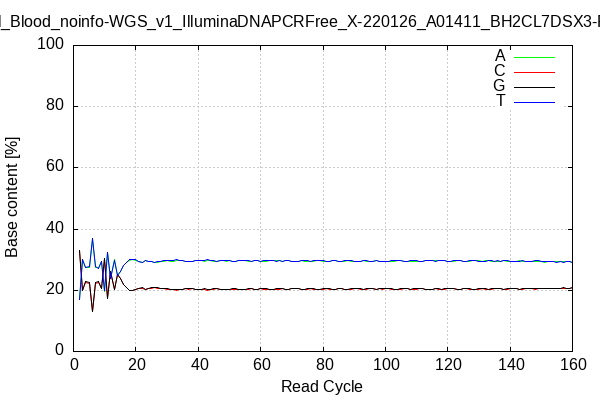 _Blood_noinfo-WGS_v1_IlluminaDNAPCRFree_X-220126_A01411_BH2CL7DSX3-
100
80
60
40
20
0
Base content [%]
A
C
G
T
0 20 40 60 80 100 120 140 160
Read Cycle